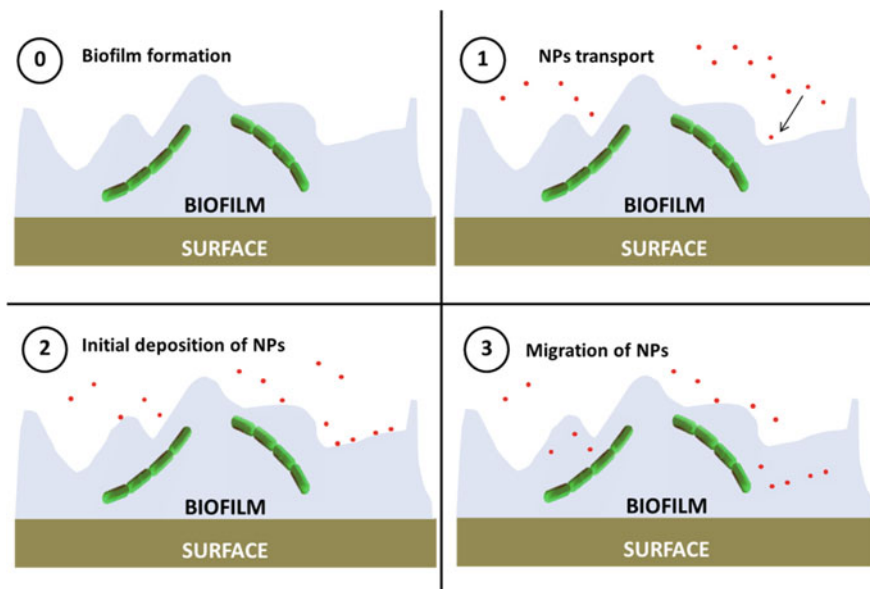 0
Biofilm formation
BIOFILM
SURFACE
1
NPs transport
BIOFILM
SURFACE
2
Initial deposition of NPs
BIOFILM
SURFACE
3
Migration of NPs
BIOFILM
SURFACE